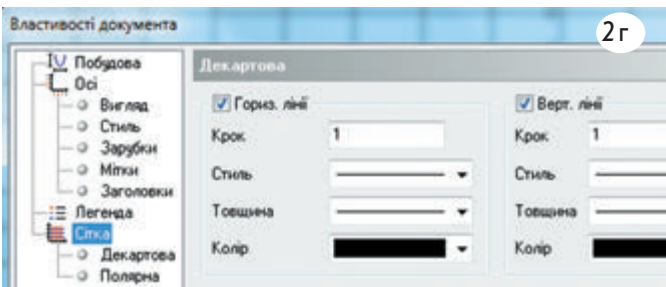 Властивості документа
2г
Побудова
Осі
Вигляд
Стиль
Зарубки
Мітки
Заголовки
Легенда
Сітка
Декартова
Полярна
Декартова
Гориз. лінії
Крок 1
Стиль
Товщина
Колір
Верт. лінії
Крок 1
Стиль
Товщина
Колір